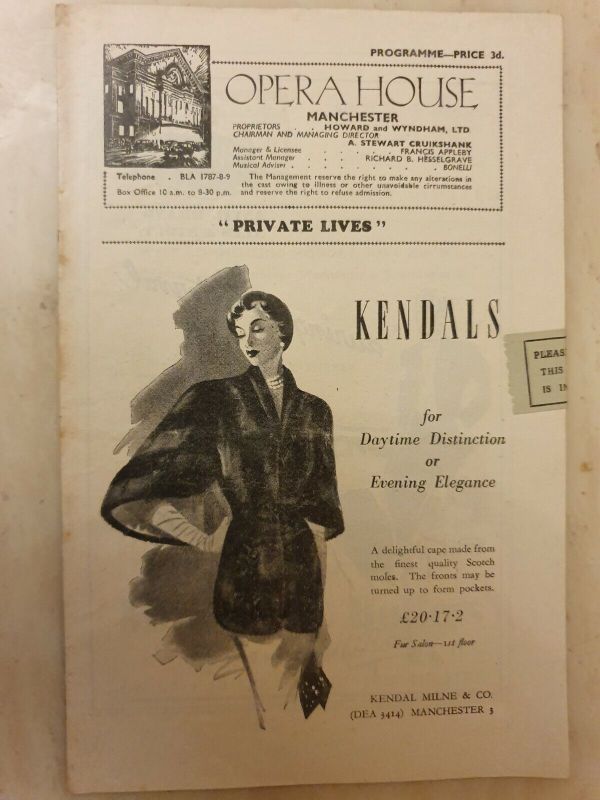 PROGRAMME—PRICE 3d.
OPERA HOUSE
MANCHESTER
PROPRIETORS . . HOWARD and WYNDHAM, LTD.
CHAIRMAN AND MANAGING DIRECTOR
A. STEWART CRUIKSHANK
Manager & Licensee . . . . . FRANCIS APPLEBY
Assistant Manager . . . . RICHARD B. HESSELGRAVE
Musical Adviser . . . . . . . . BONELLI
The Management reserve the right to make any alterations in
the cast owing to illness or other unavoidable circumstances
and reserve the right to refuse admission.
Telephone . BLA 1787-8-9
Box Office 10 a.m. to 8-30 p.m.
"PRIVATE LIVES"
KENDALS
PLEAS
THIS
IS IN
for
Daytime Distinction
or
Evening Elegance
A delightful cape made from
the finest quality Scotch
moles. The fronts may be
turned up to form pockets.
£20·17·2
Fur Salon—1st floor
KENDAL MILNE & CO.
(DEA 3414) MANCHESTER 3